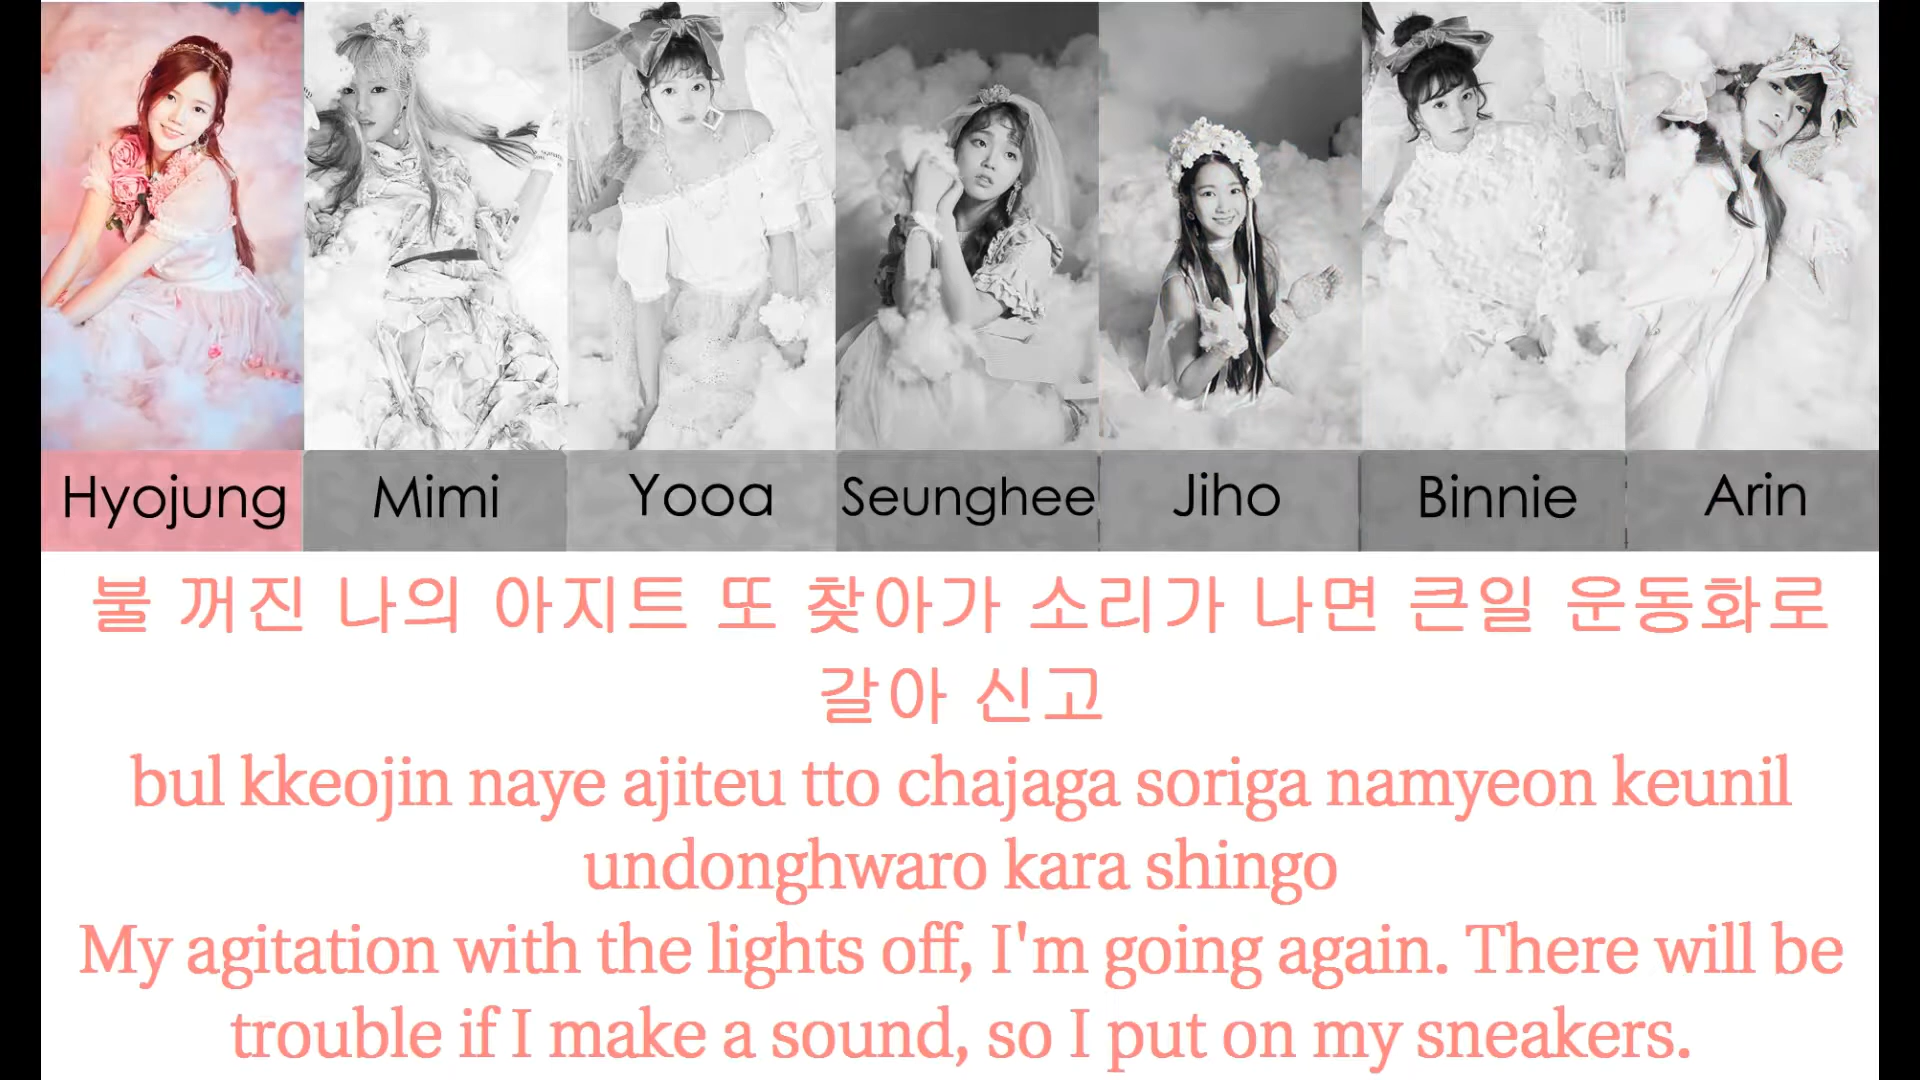 Hyojung Mimi Yooa Seunghee Jiho Binnie Arin
불 꺼진 나의 아지트 또 찾아가 소리가 나면 큰일 운동화로
갈아 신고
bul kkeojin naye ajiteu tto chajaga soriga namyeon keunil
undonghwaro kara shingo
My agitation with the lights off, I'm going again. There will be
trouble if I make a sound, so I put on my sneakers.